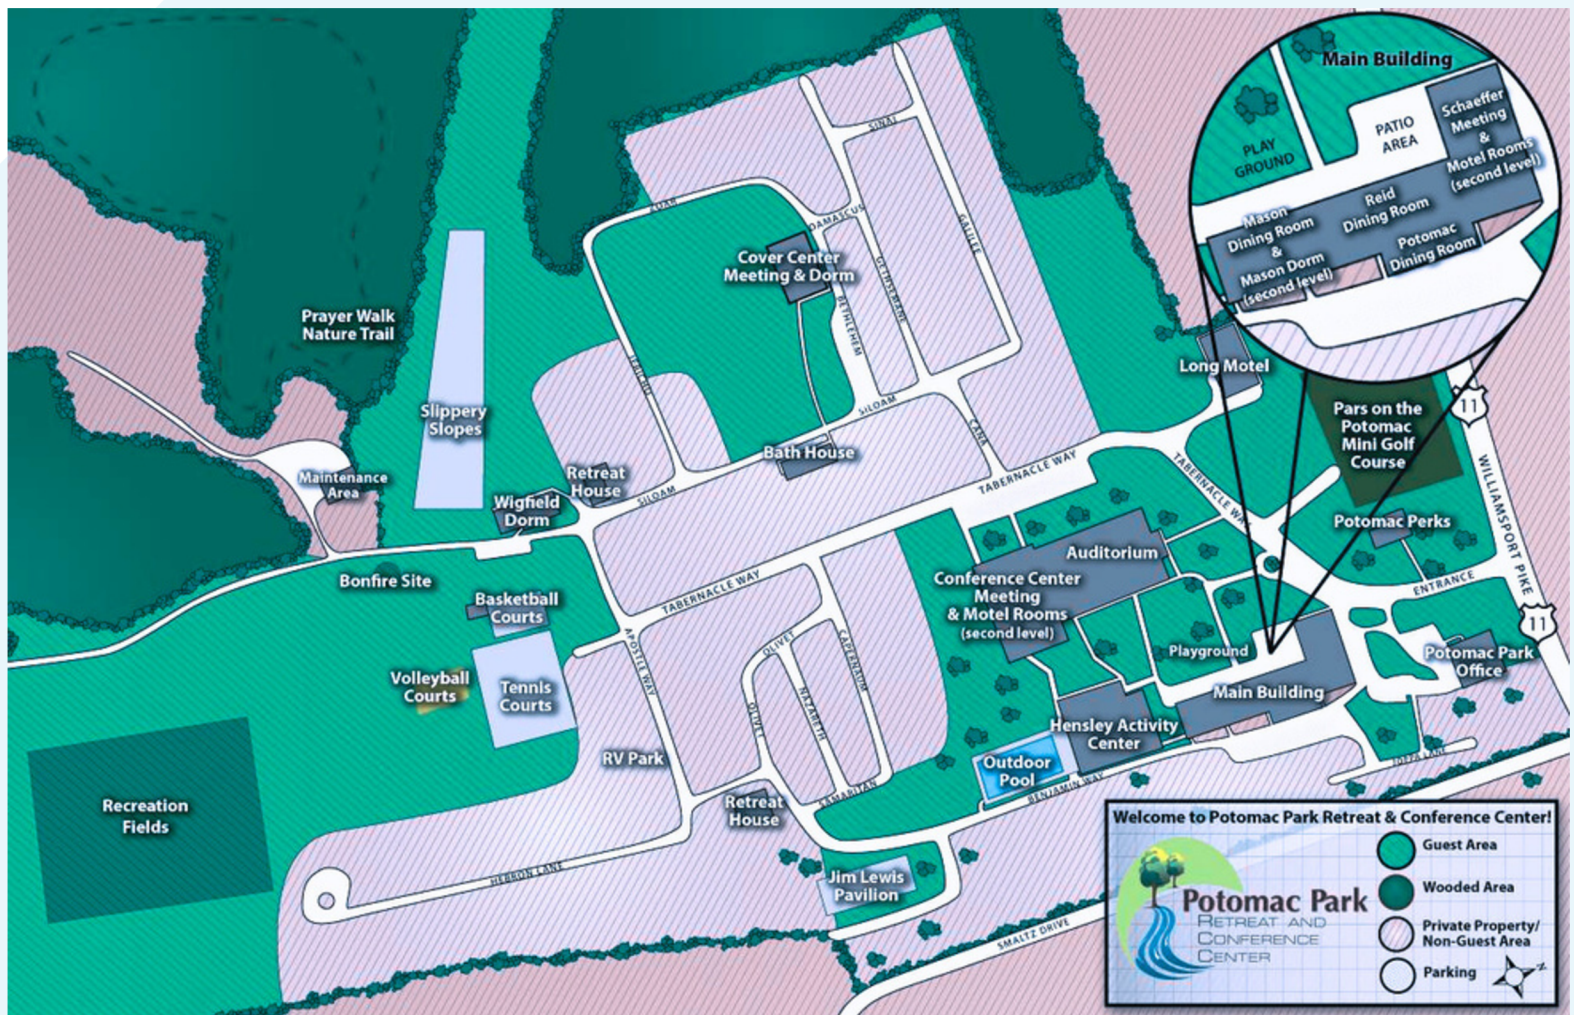 Main Building
Schaeffer
Meeting
&
Motel Rooms
(second level)
PATIO
AREA
PLAY
GROUND
Reid
Dining Room
Mason
Dining Room
&
Mason Dorm
(second level)
Potomac
Dining Room
SINAI
ZOAR
DAMASCUS
GALILEE
GETHSEMANE
Cover Center
Meeting & Dorm
BETHLEHEM
Prayer Walk
Nature Trail
JERICHO
Long Motel
Slippery
Slopes
SILOAM
CANA
Pars on the
Potomac
Mini Golf
Course
11
Bath House
TABERNACLE WAY
TABERNACLE WAY
WILLIAMSPORT PIKE
Maintenance
Area
Retreat
House
SILOAM
Wigfield
Dorm
Potomac Perks
Auditorium
Conference Center
Meeting
& Motel Rooms
(second level)
ENTRANCE
Bonfire Site
TABERNACLE WAY
Basketball
Courts
11
APOSTLE WAY
OLIVET
CAPERNAUM
Playground
Potomac Park
Office
Volleyball
Courts
Tennis
Courts
OLIVET
NAZARETH
Main Building
Hensley Activity
Center
RV Park
Outdoor
Pool
JOPPA LANE
BENJAMIN WAY
SAMARITAN
Recreation
Fields
Retreat
House
HEBRON LANE
Jim Lewis
Pavilion
SMALTZ DRIVE
Welcome to Potomac Park Retreat & Conference Center!
Potomac Park
RETREAT AND
CONFERENCE
CENTER
Guest Area
Wooded Area
Private Property/
Non-Guest Area
Parking
N